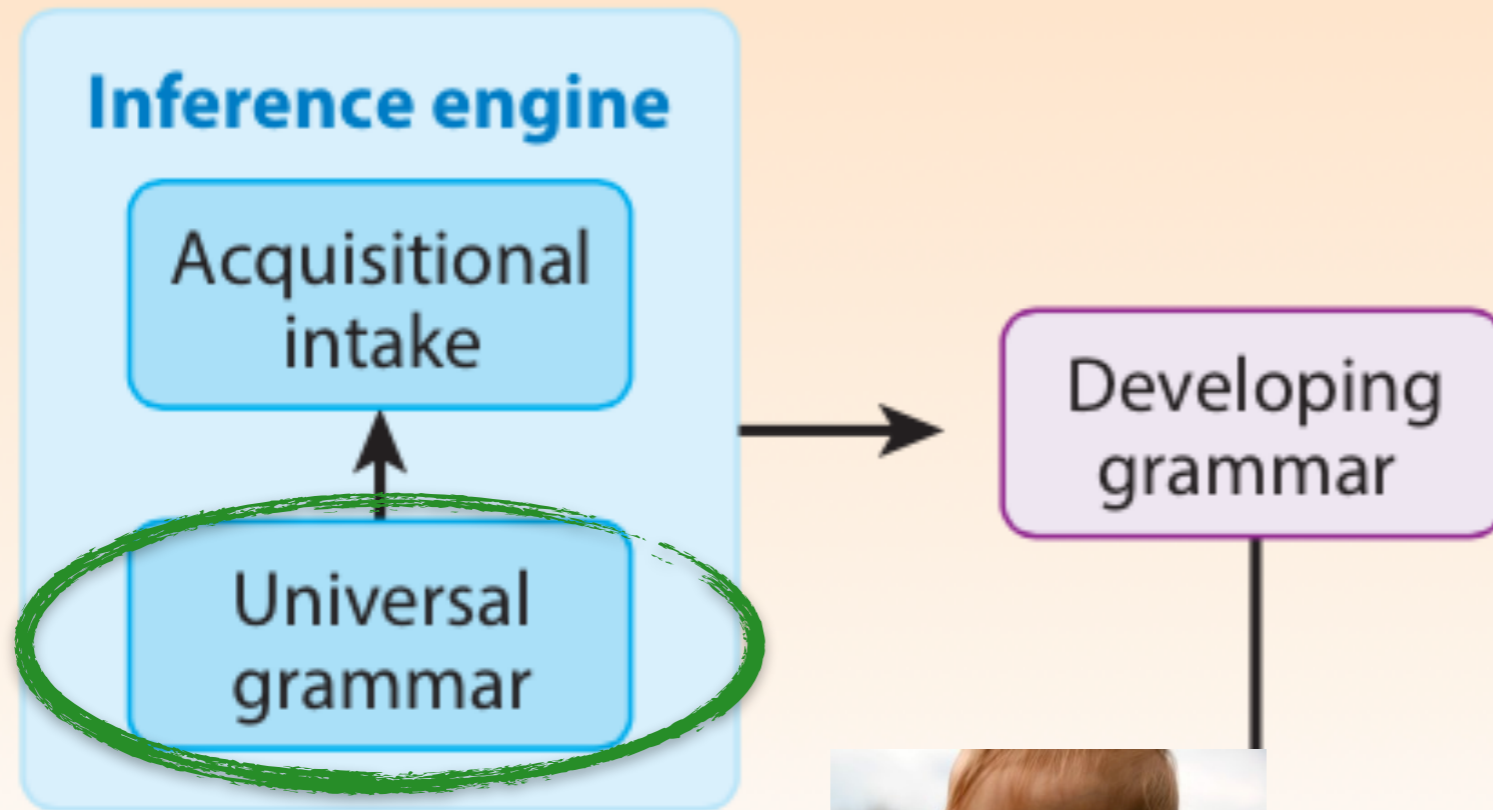 Inference engine
Acquisitional
intake
Universal
grammar
Developing
grammar